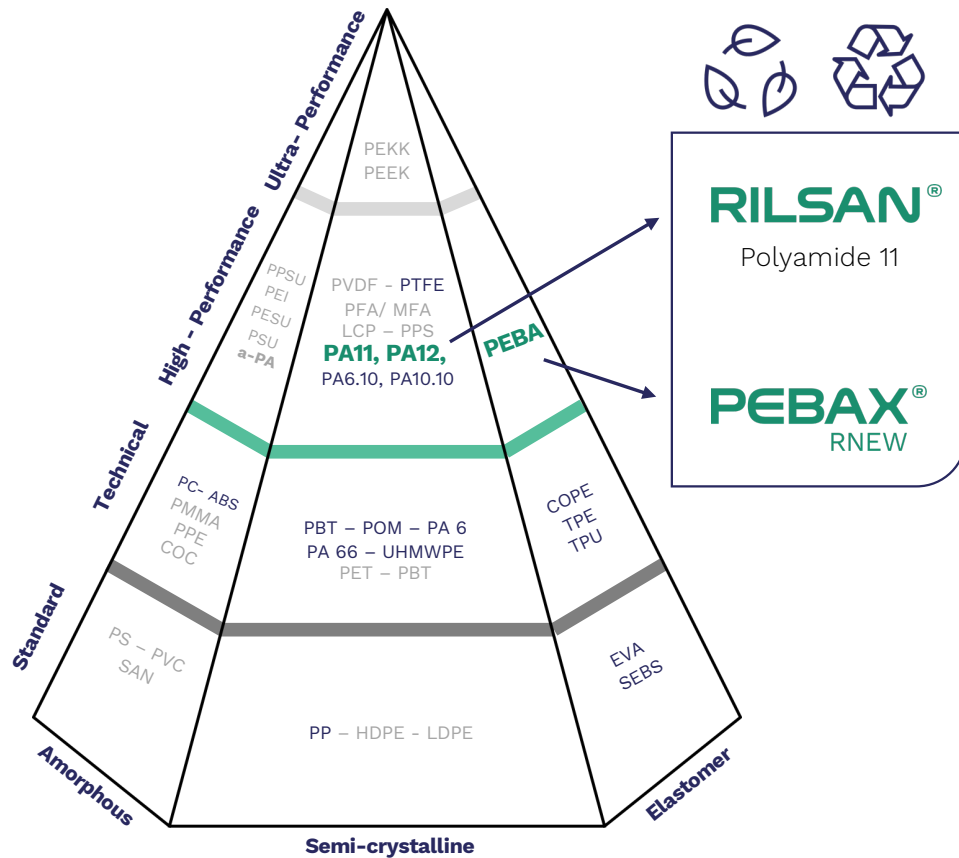 Ultra- Performance
High - Performance
Technical
Standard
PEKK
PEEK
PPSU
PEI
PESU
PSU
a-PA
PVDF - PTFE
PFA/ MFA
LCP – PPS
PA11, PA12,
PA6.10, PA10.10
PEBA
PC- ABS
PMMA
PPE
COC
PBT – POM – PA 6
PA 66 – UHMWPE
PET – PBT
COPE
TPE
TPU
PS – PVC
SAN
PP – HDPE - LDPE
EVA
SEBS
Amorphous
Semi-crystalline
Elastomer
RILSAN®
Polyamide 11
PEBAX®
RNEW